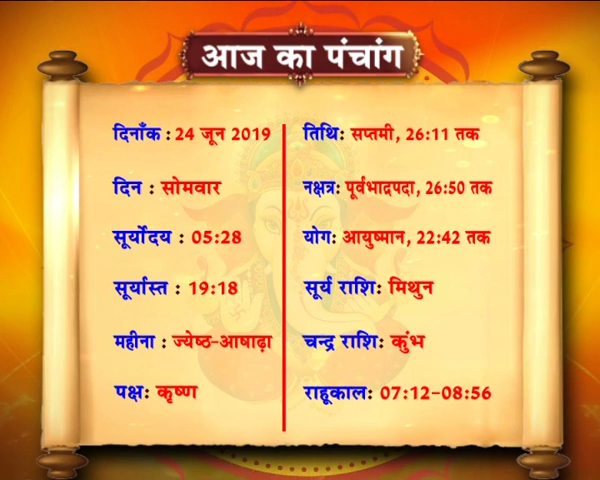 आज का पंचांग
दिनाँक : 24 जून 2019
दिन : सोमवार
सूर्योदय : 05:28
सूर्यास्त : 19:18
महीना : ज्येष्ठ-आषाढ़ा
पक्ष: कृष्ण
तिथि: सप्तमी, 26:11 तक
नक्षत्र: पूर्वभाद्रपदा, 26:50 तक
योग: आयुष्मान, 22:42 तक
सूर्य राशि: मिथुन
चन्द्र राशि: कुंभ
राहूकाल: 07:12-08:56